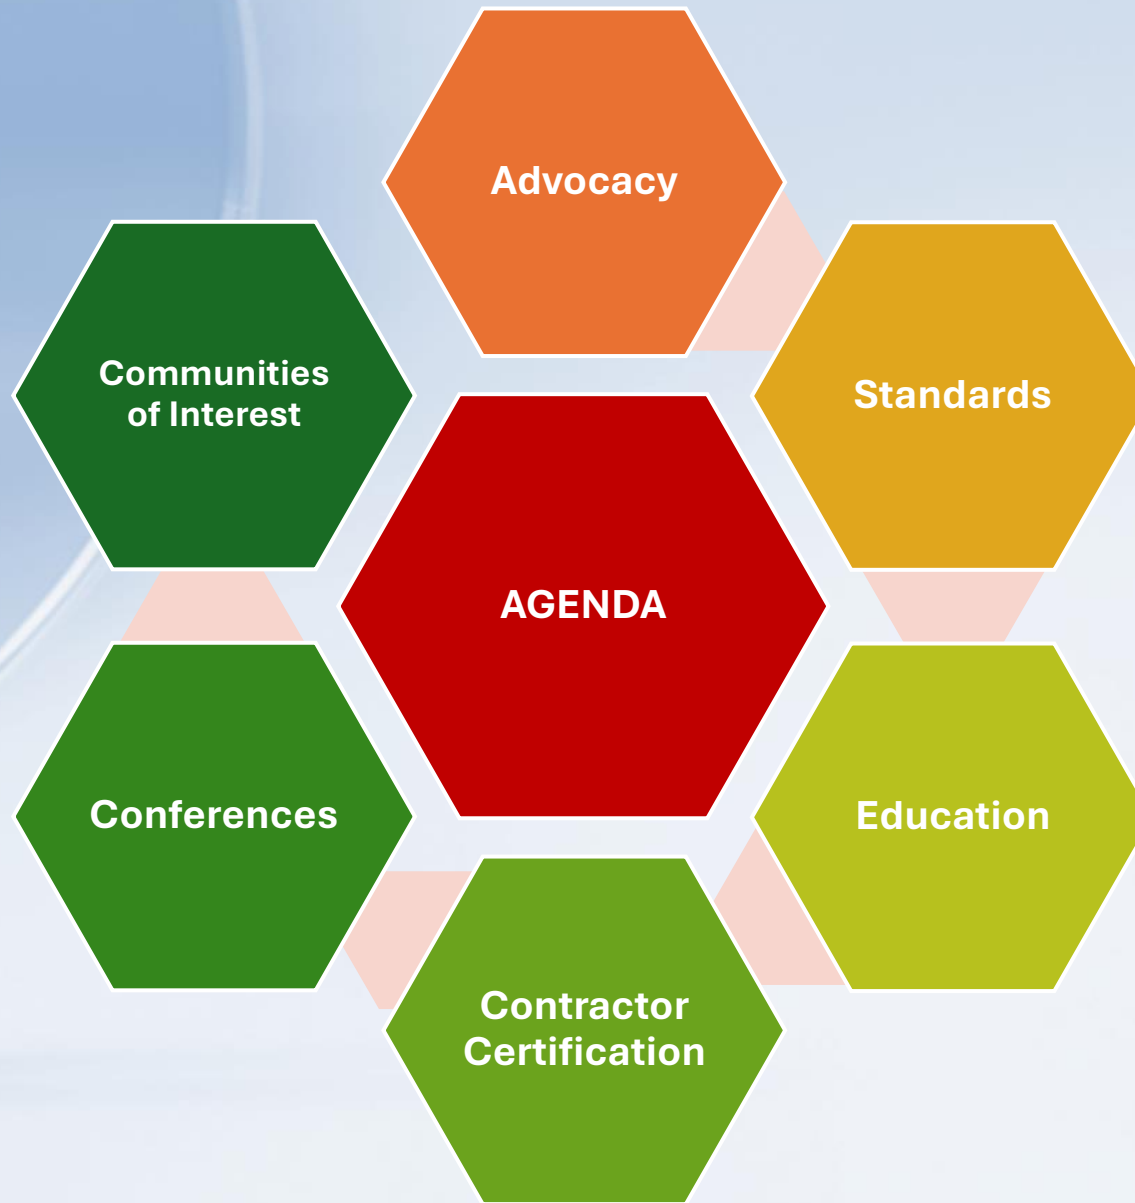 Advocacy
Communities
of Interest
Standards
AGENDA
Conferences
Education
Contractor
Certification